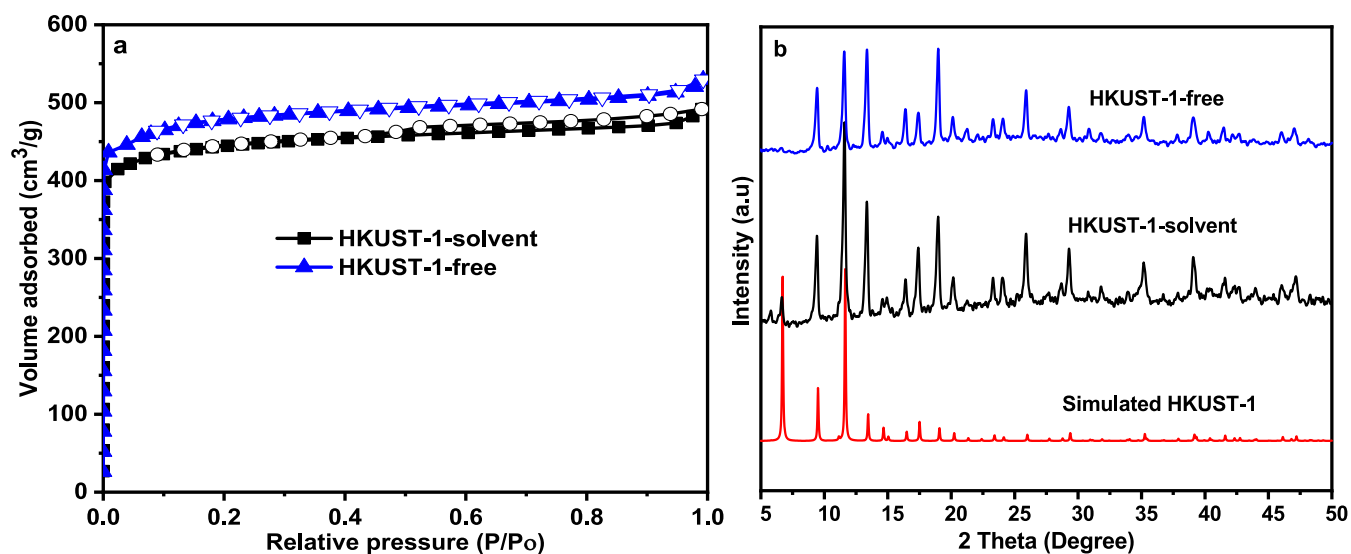 a
600
500
400
300
200
100
0
Volume adsorbed (cm³/g)
HKUST-1-solvent
HKUST-1-free
0.0 0.2 0.4 0.6 0.8 1.0
Relative pressure (P/Po)
b
HKUST-1-free
HKUST-1-solvent
Simulated HKUST-1
Intensity (a.u)
5 10 15 20 25 30 35 40 45 50
2 Theta (Degree)